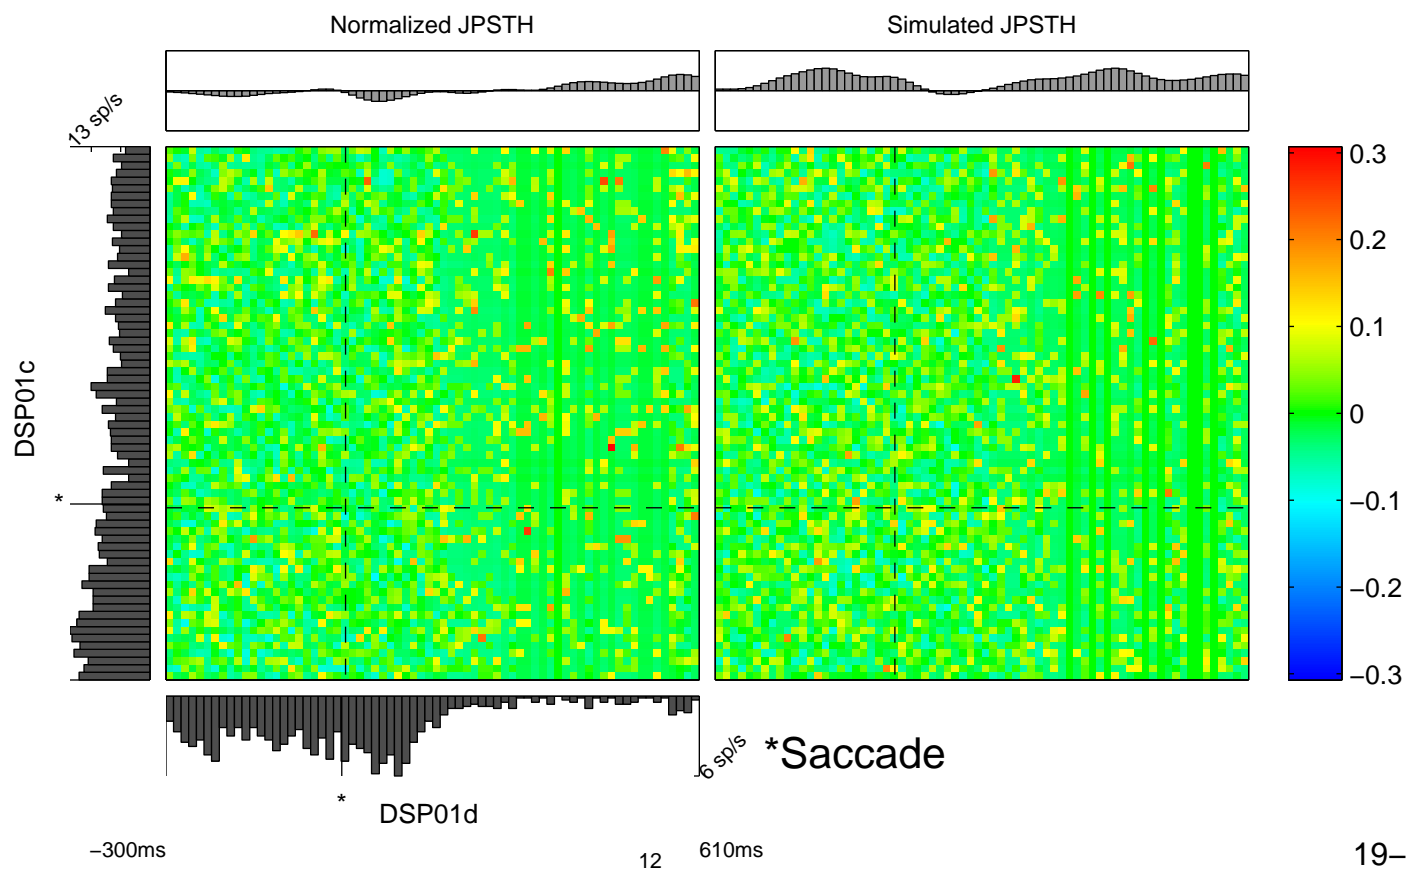 Normalized JPSTH
Simulated JPSTH
13 sp/s
DSP01c
*
0.3
0.2
0.1
0
−0.1
−0.2
−0.3
6 sp/s
*Saccade
*
DSP01d
−300ms
12
610ms
19−